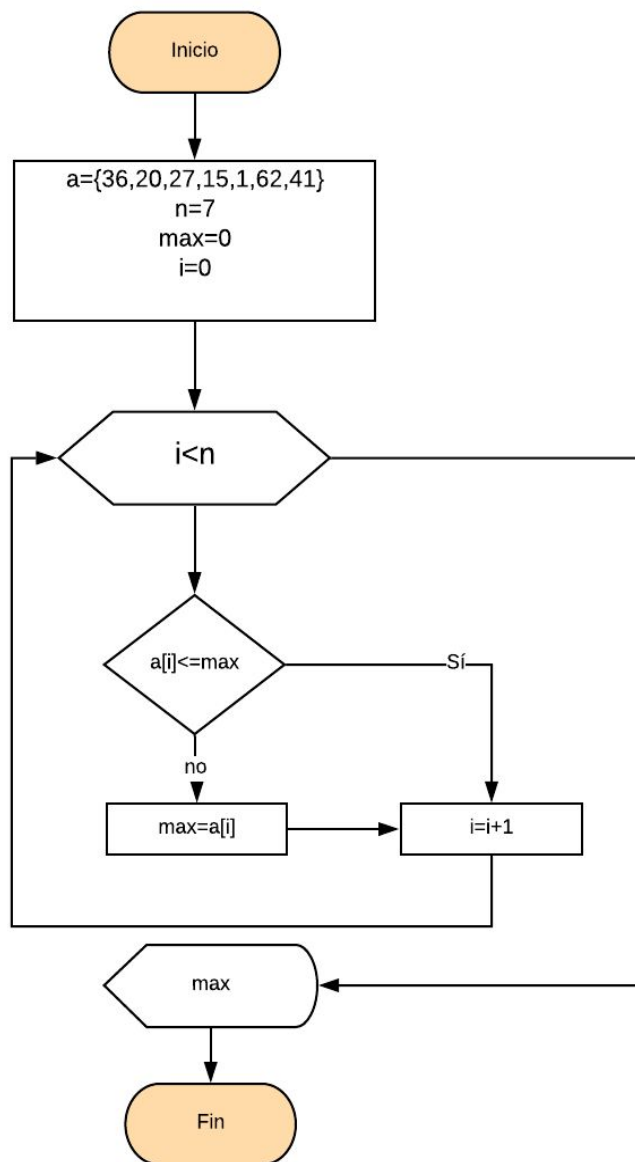 Inicio
a={36,20,27,15,1,62,41}
n=7
max=0
i=0
i<n
a[i]<=max
Sí
no
max=a[i]
i=i+1
max
Fin